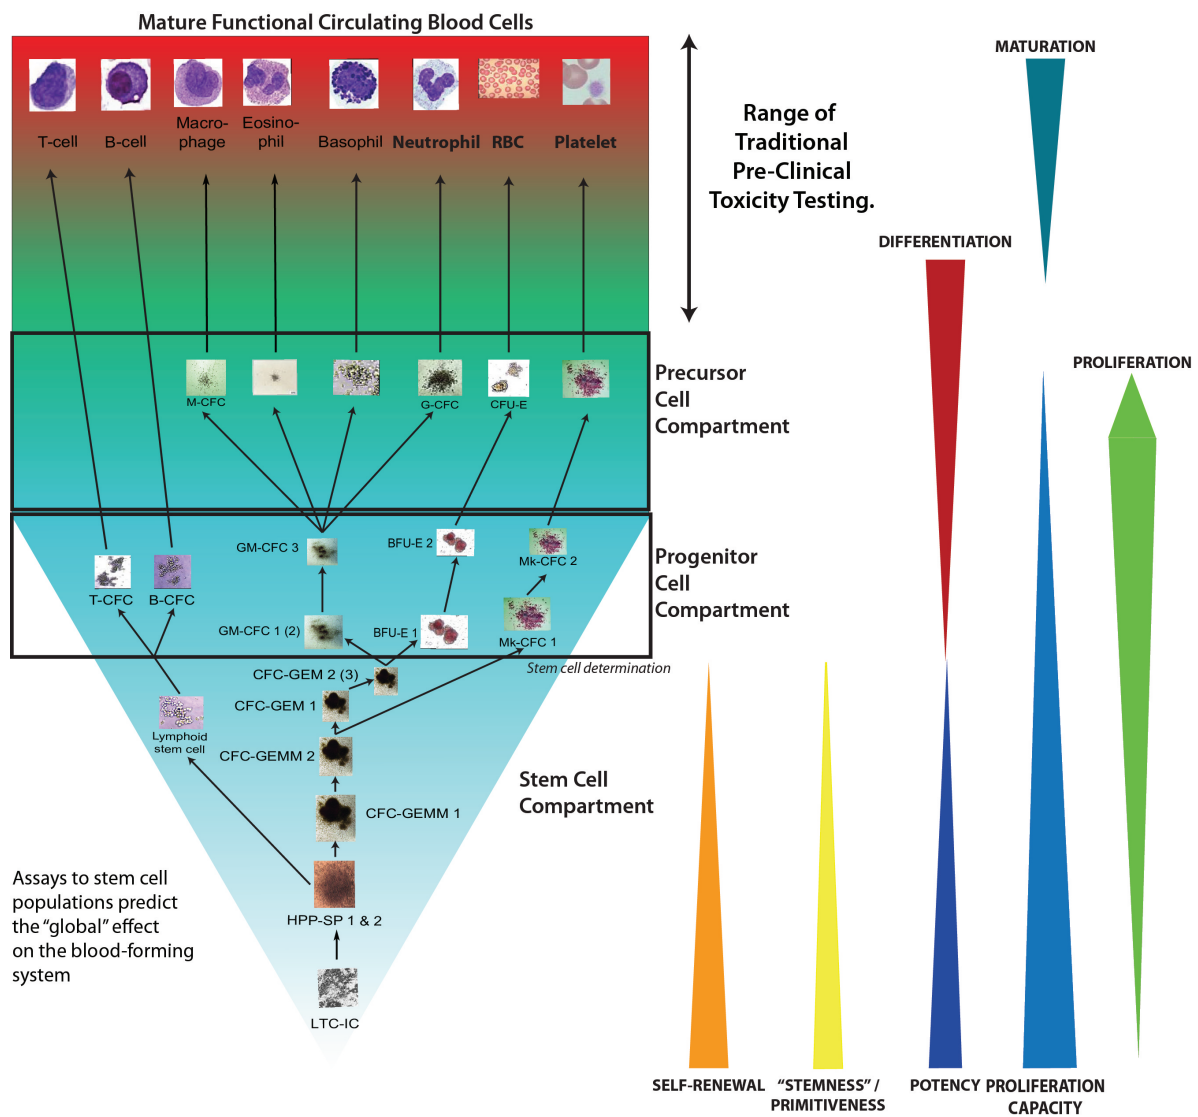 Mature Functional Circulating Blood Cells
T-cell
B-cell
Macro-
phage
Eosino-
phil
Basophil
Neutrophil
RBC
Platelet
Range of
Traditional
Pre-Clinical
Toxicity Testing.
MATURATION
DIFFERENTIATION
PROLIFERATION
M-CFC
G-CFC
CFU-E
Precursor
Cell
Compartment
GM-CFC 3
BFU-E 2
Mk-CFC 2
T-CFC
B-CFC
GM-CFC 1 (2)
BFU-E 1
Mk-CFC 1
Progenitor
Cell
Compartment
Stem cell determination
CFC-GEM 2 (3)
CFC-GEM 1
Lymphoid
stem cell
CFC-GEMM 2
CFC-GEMM 1
Stem Cell
Compartment
HPP-SP 1 & 2
LTC-IC
Assays to stem cell
populations predict
the “global” effect
on the blood-forming
system
SELF-RENEWAL
“STEMNESS” /
PRIMITIVENESS
POTENCY
PROLIFERATION
CAPACITY